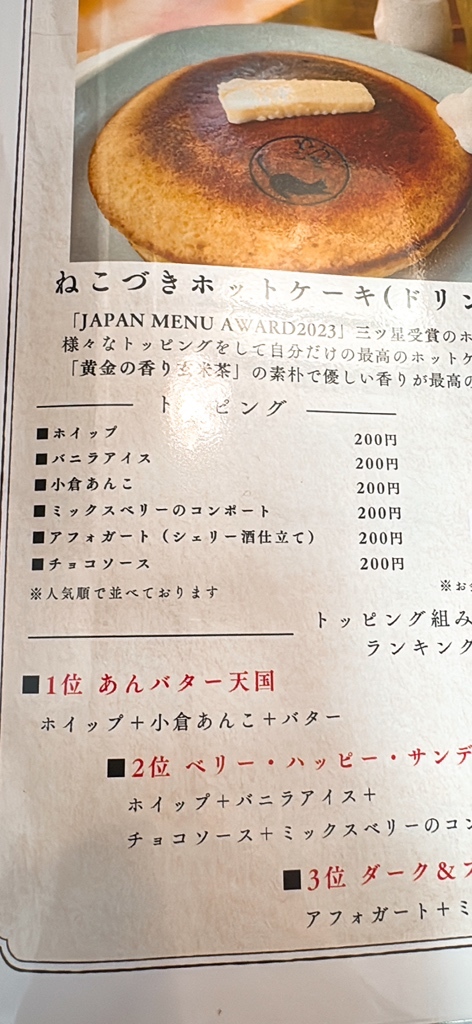 ねこづきホットケーキ(ドリン
「JAPAN MENU AWARD2023」三ツ星受賞のホ
様々なトッピングをして自分だけの最高のホットケ
「黄金の香り玄米茶」の素朴で優しい香りが最高の
トッピング
■ホイップ 200円
■バニラアイス 200円
■小倉あんこ 200円
■ミックスベリーのコンポート 200円
■アフォガート（シェリー酒仕立て） 200円
■チョコソース 200円
※人気順で並べております
※お
トッピング組み
ランキング
■1位 あんバター天国
ホイップ＋小倉あんこ＋バター
■2位 ベリー・ハッピー・サンデ
ホイップ＋バニラアイス＋
チョコソース＋ミックスベリーのコン
■3位 ダーク&
アフォガート＋ミ